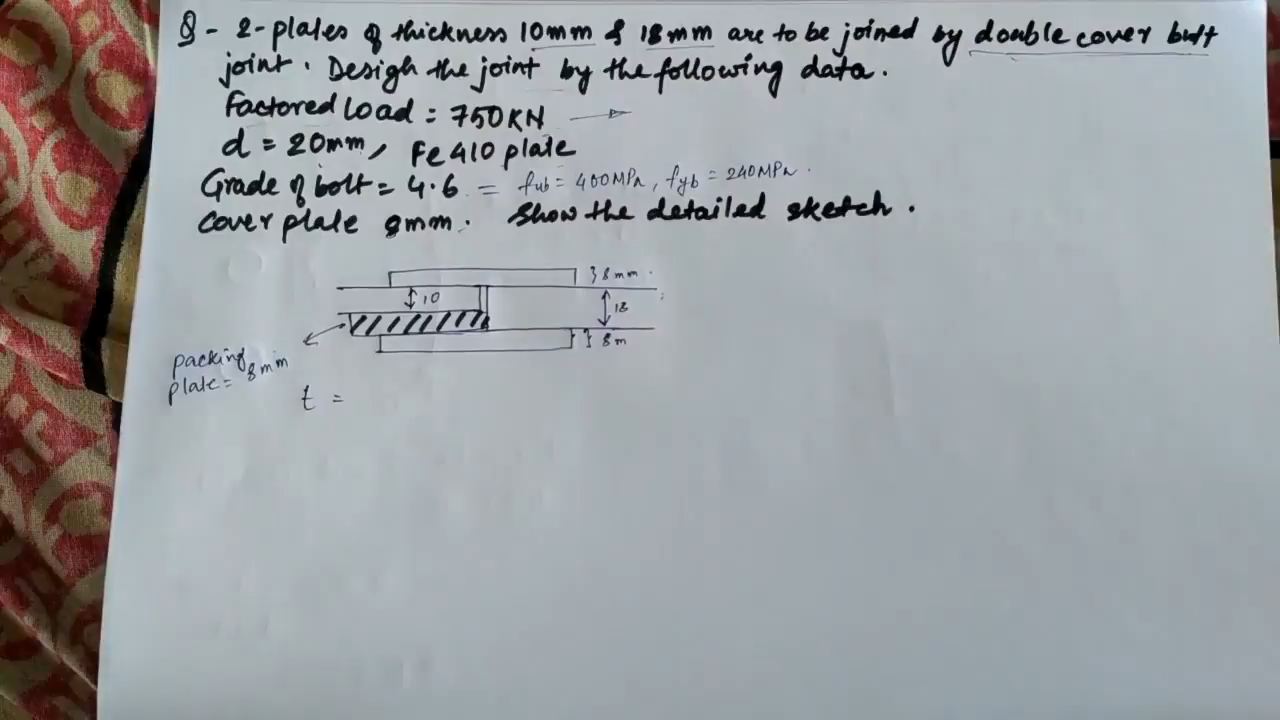 Q - 2-plates of thickness 10mm & 18mm are to be joined by double cover butt
joint. Design the joint by the following data.
Factored load = 750KN
d = 20mm, Fe 410 plate
Grade of bolt = 4.6 = fub = 400MPa, fyb = 240MPa.
cover plate 8mm. Show the detailed sketch.
8mm
10
18
8m
packing
plate = 8mm
t =